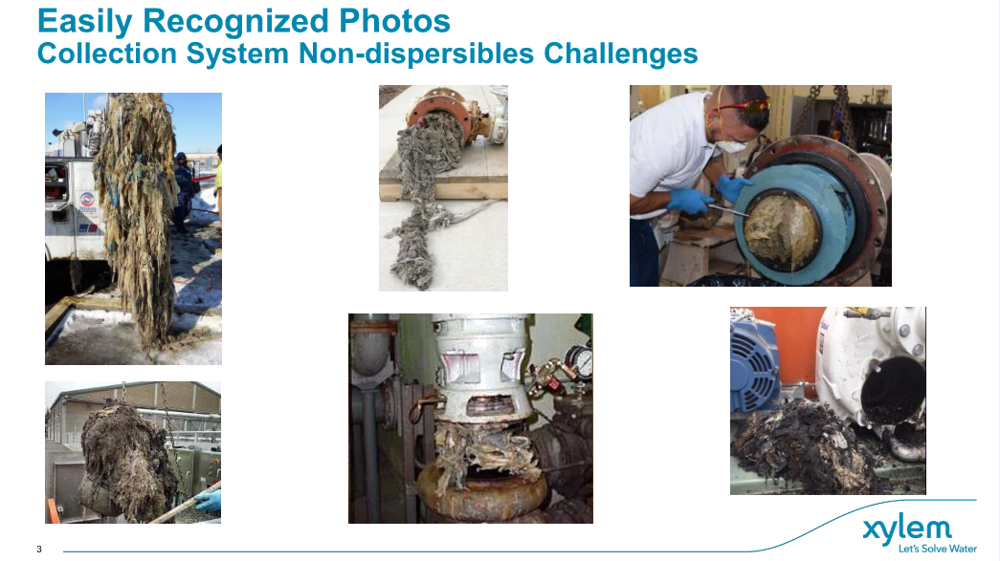 Easily Recognized Photos
Collection System Non-dispersibles Challenges
3
xylem
Let's Solve Water